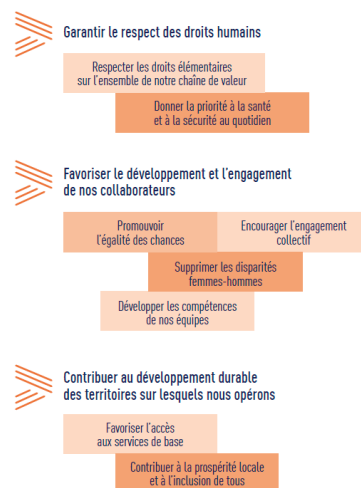 Garantir le respect des droits humains
Respecter les droits élémentaires
sur l'ensemble de notre chaîne de valeur
Donner la priorité à la santé
et à la sécurité au quotidien
Favoriser le développement et l'engagement
de nos collaborateurs
Promouvoir
l'égalité des chances
Encourager l'engagement
collectif
Supprimer les disparités
femmes-hommes
Développer les compétences
de nos équipes
Contribuer au développement durable
des territoires sur lesquels nous opérons
Favoriser l'accès
aux services de base
Contribuer à la prospérité locale
et à l'inclusion de tous